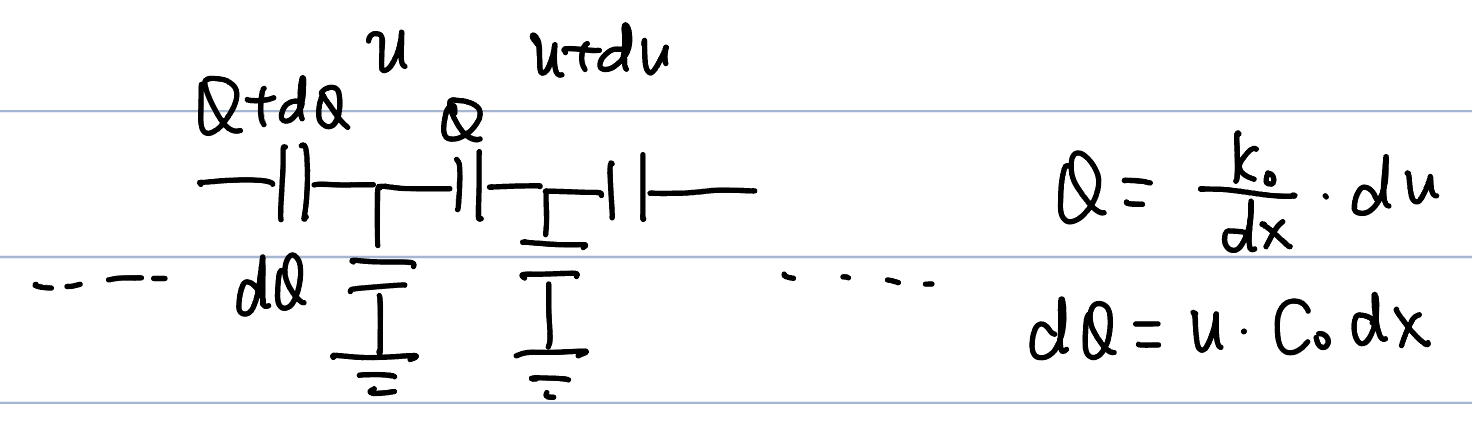 u u+du
Q+dQ Q
dQ
Q = k₀/dx · du
dQ = u · C₀ dx